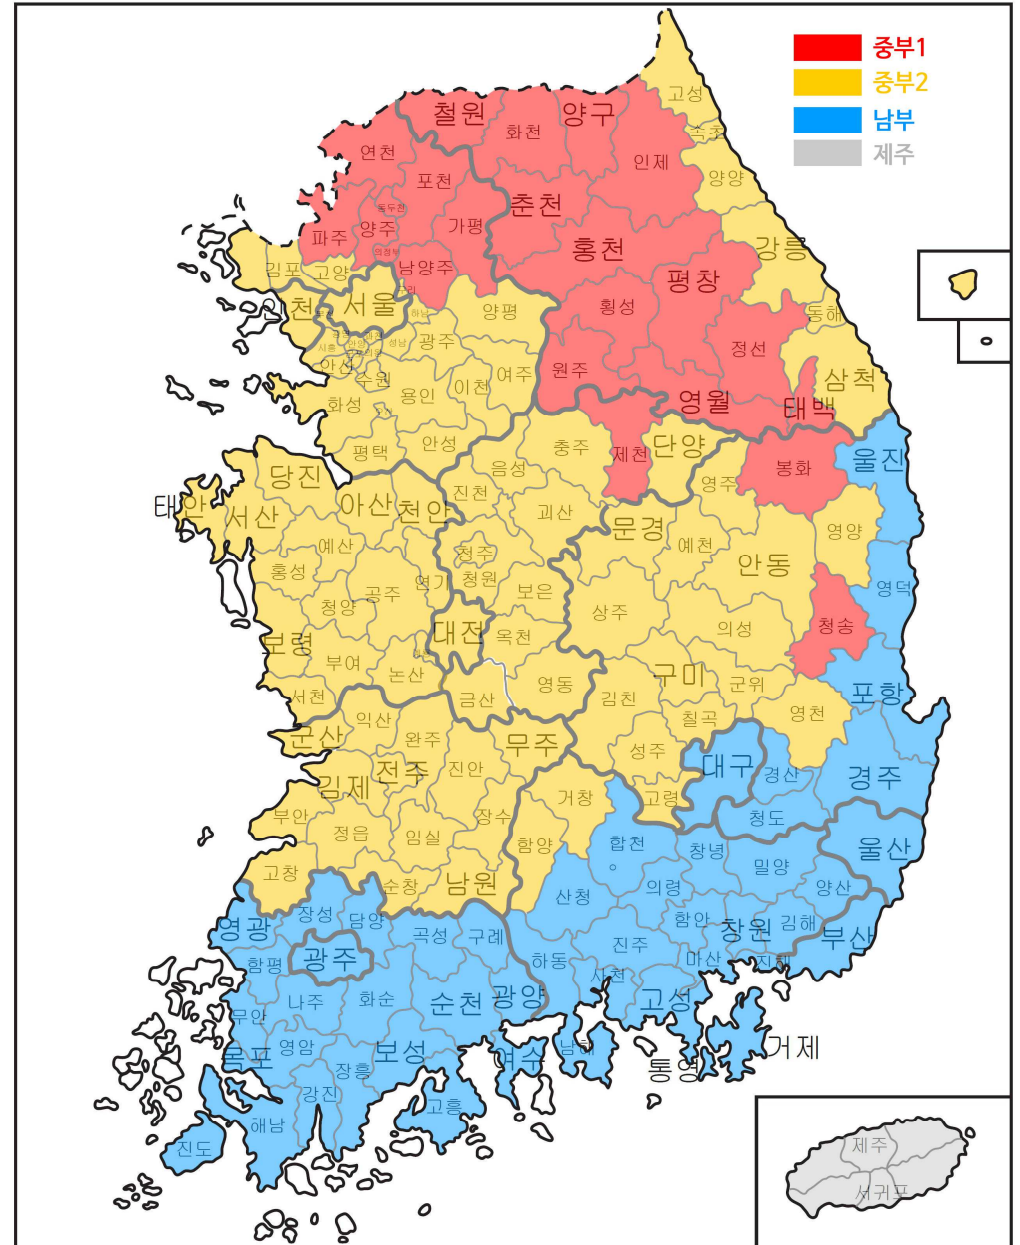 중부1
중부2
남부
제주
고성
속초
철원
양구
화천
인제
연천
포천
양양
동두천
춘천
가평
양주
파주
의정부
홍천
강릉
김포
고양
남양주
평창
구리
인천
서울
횡성
양평
하남
동해
광주
성남
정선
안산
수원
원주
여주
이천
용인
화성
삼척
영월
태백
평택
안성
충주
제천
단양
음성
봉화
울진
당진
영주
진천
태안
서산
아산
천안
괴산
문경
영양
예산
예천
청주
안동
홍성
청원
연기
공주
보은
영덕
청양
상주
대전
의성
청송
보령
옥천
부여
논산
구미
영동
군위
서천
금산
김천
포항
익산
칠곡
영천
군산
완주
무주
성주
대구
전주
진안
경산
경주
김제
거창
고령
부안
장수
청도
정읍
임실
함양
합천
창녕
울산
고창
밀양
순창
남원
의령
양산
산청
장성
담양
영광
함안
김해
창원
곡성
구례
진주
부산
광주
함평
하동
마산
진해
사천
나주
화순
순천
광양
고성
무안
목포
영암
보성
여수
남해
거제
장흥
통영
강진
고흥
해남
진도
제주
서귀포